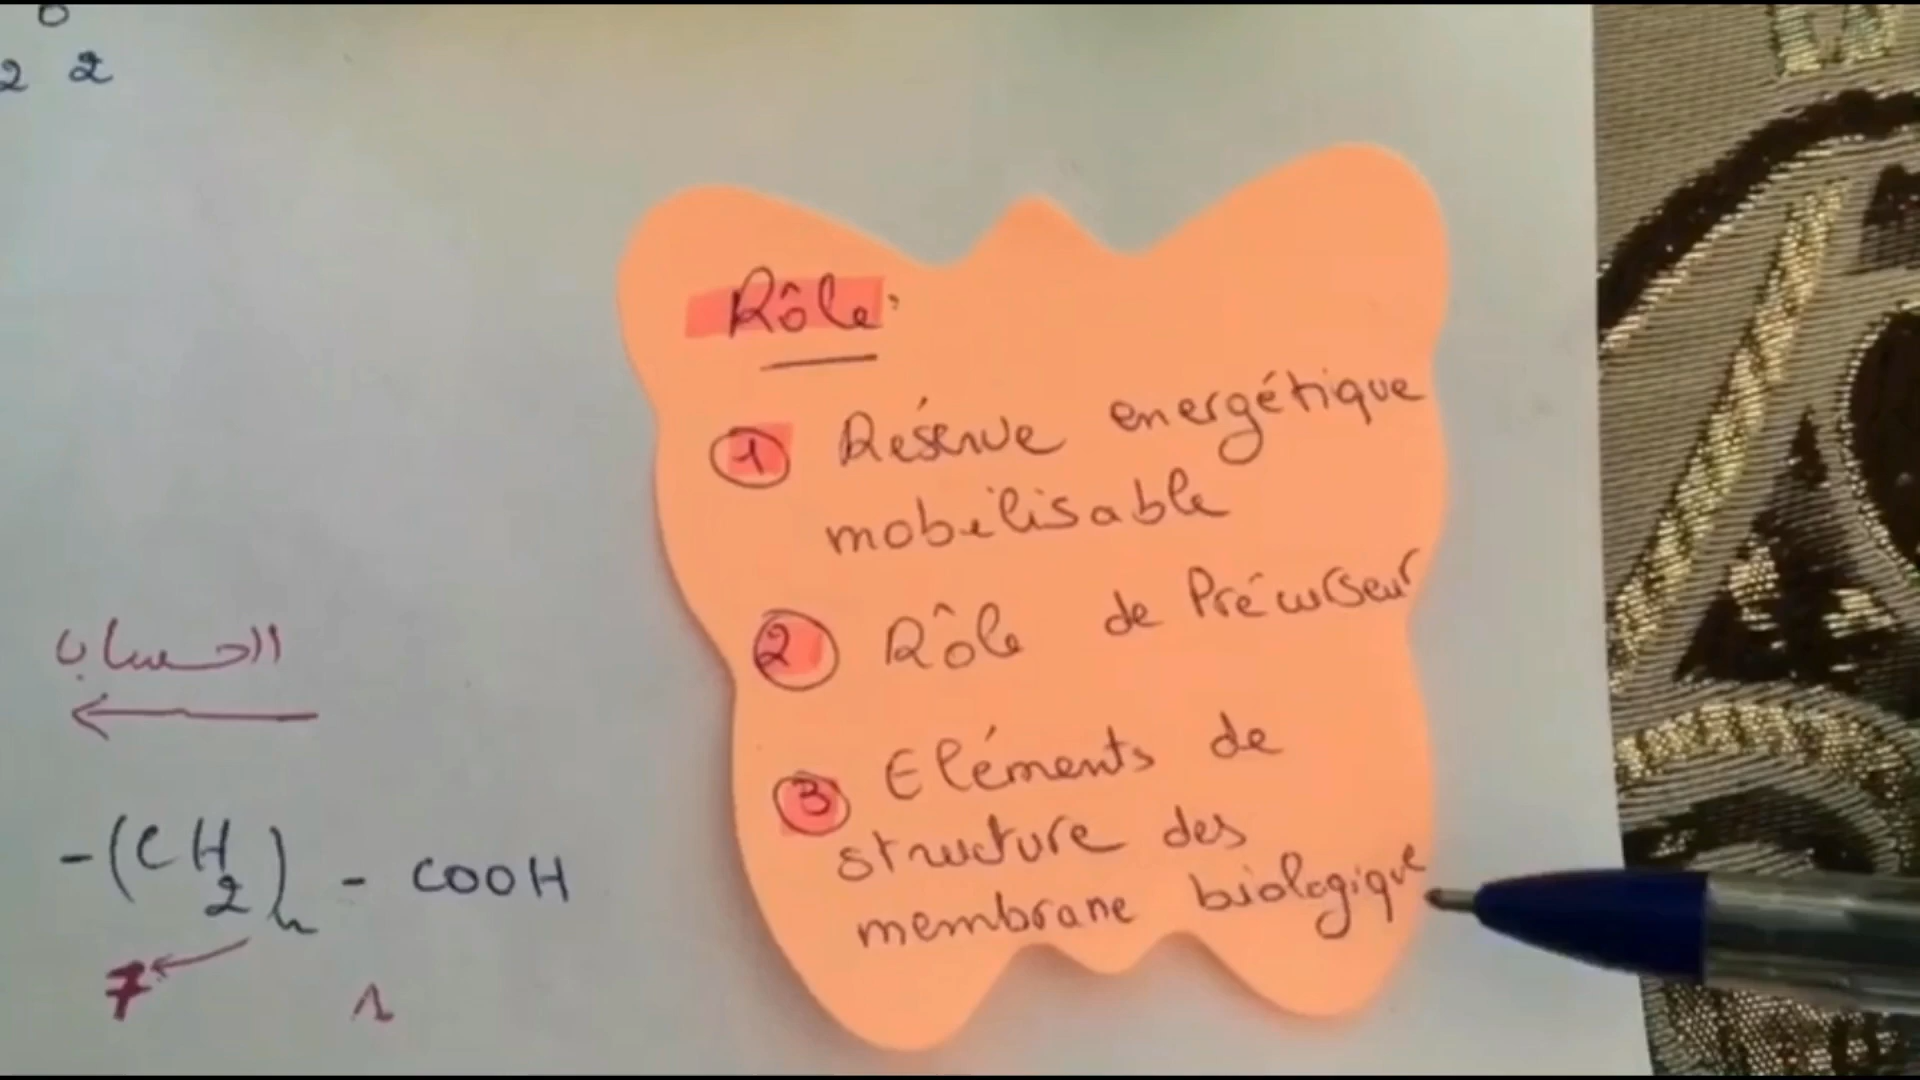 6
2 2
Rôle:
1 Réserve energétique
mobilisable
2 Rôle de Précurseur
3 Eléments de
structure des
membrane biologique
الحساب
-(CH2)n - COOH
7 1